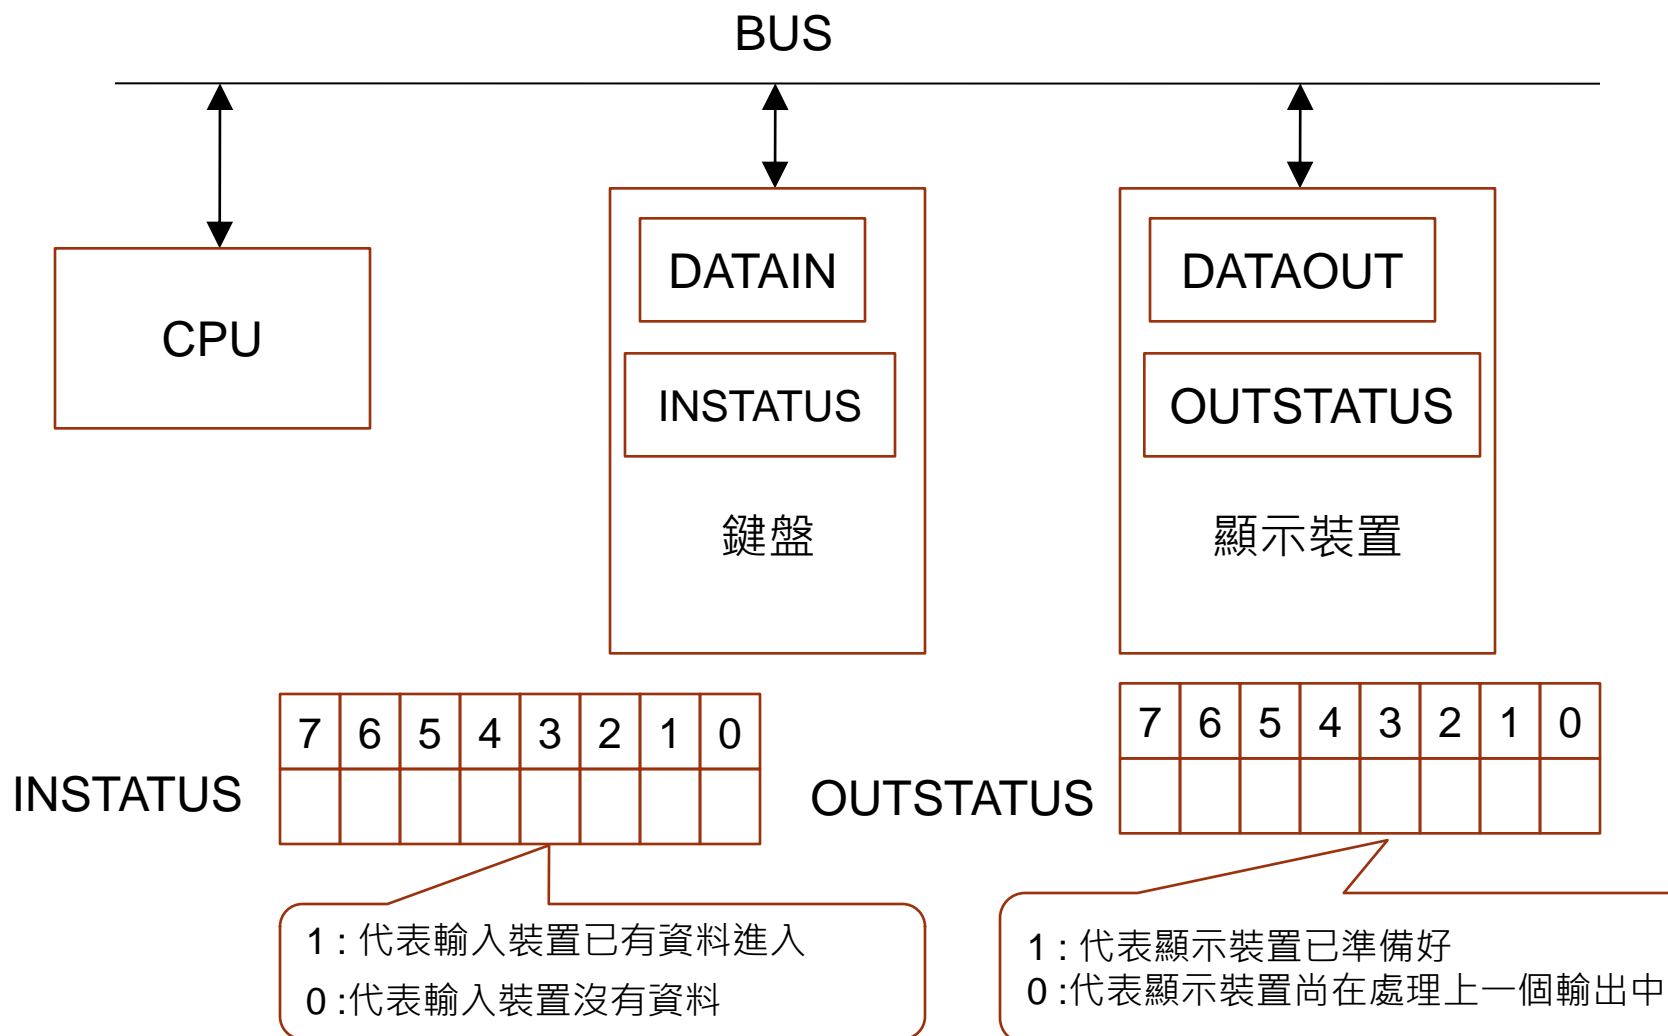 BUS
CPU
DATAIN
INSTATUS
鍵盤
DATAOUT
OUTSTATUS
顯示裝置
INSTATUS
7 6 5 4 3 2 1 0
1 : 代表輸入裝置已有資料進入
0 :代表輸入裝置沒有資料
OUTSTATUS
7 6 5 4 3 2 1 0
1 : 代表顯示裝置已準備好
0 :代表顯示裝置尚在處理上一個輸出中